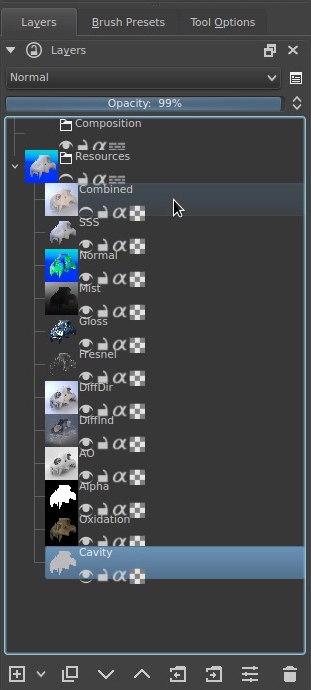 Layers
Brush Presets
Tool Options
Layers
Normal
Opacity: 99%
Composition
Resources
Combined
SSS
Normal
Mist
Gloss
Fresnel
DiffDir
DiffInd
AO
Alpha
Oxidation
Cavity